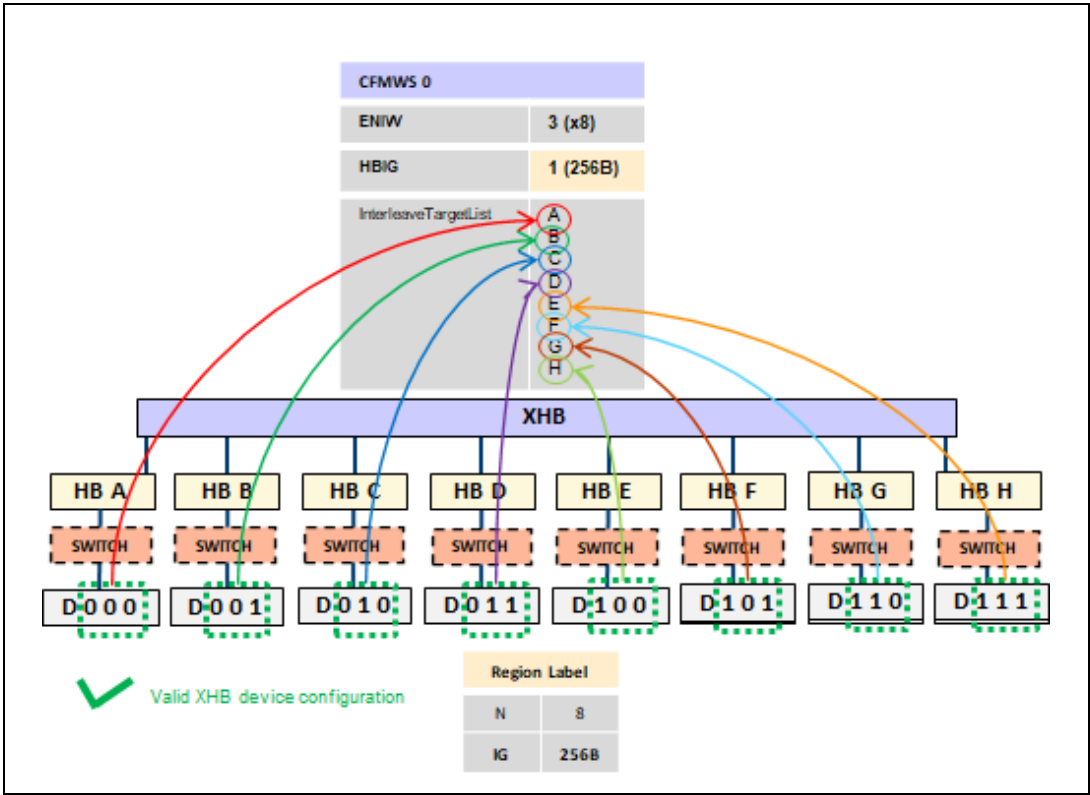 CFMWS 0
ENIW 3 (x8)
HBIG 1 (256B)
InterleaveTargetList A
B
C
D
E
F
G
H
XHB
HB A HB B HB C HB D HB E HB F HB G HB H
SWITCH SWITCH SWITCH SWITCH SWITCH SWITCH SWITCH SWITCH
D 0 0 0 D 0 0 1 D 0 1 0 D 0 1 1 D 1 0 0 D 1 0 1 D 1 1 0 D 1 1 1
Valid XHB device configuration
Region Label
N 8
IG 256B